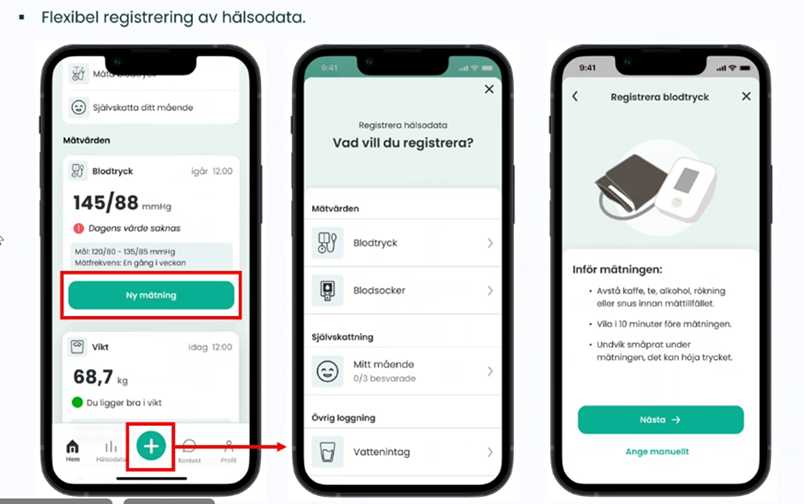 Flexibel registrering av hälsodata.
Mäta blodtryck
Självskatta ditt mående
Mätvärden
Blodtryck igår 12:00
145/88 mmHg
Dagens värde saknas
Mål: 120/80 - 135/85 mmHg
Mätfrekvens: En gång i veckan
Ny mätning
Vikt idag 12:00
68,7 kg
Du ligger bra i vikt
Hem Hälsodata Kontakt Profil
9:41
Registrera hälsodata
Vad vill du registrera?
Mätvärden
Blodtryck
Blodsocker
Självskattning
Mitt mående
0/3 besvarade
Övrig loggning
Vattenintag
9:41
Registrera blodtryck
Inför mätningen:
Avstå kaffe, te, alkohol, rökning
eller snus innan mättillfället.
Vila i 10 minuter före mätningen.
Undvik småprat under
mätningen, det kan höja trycket.
Nästa
Ange manuellt